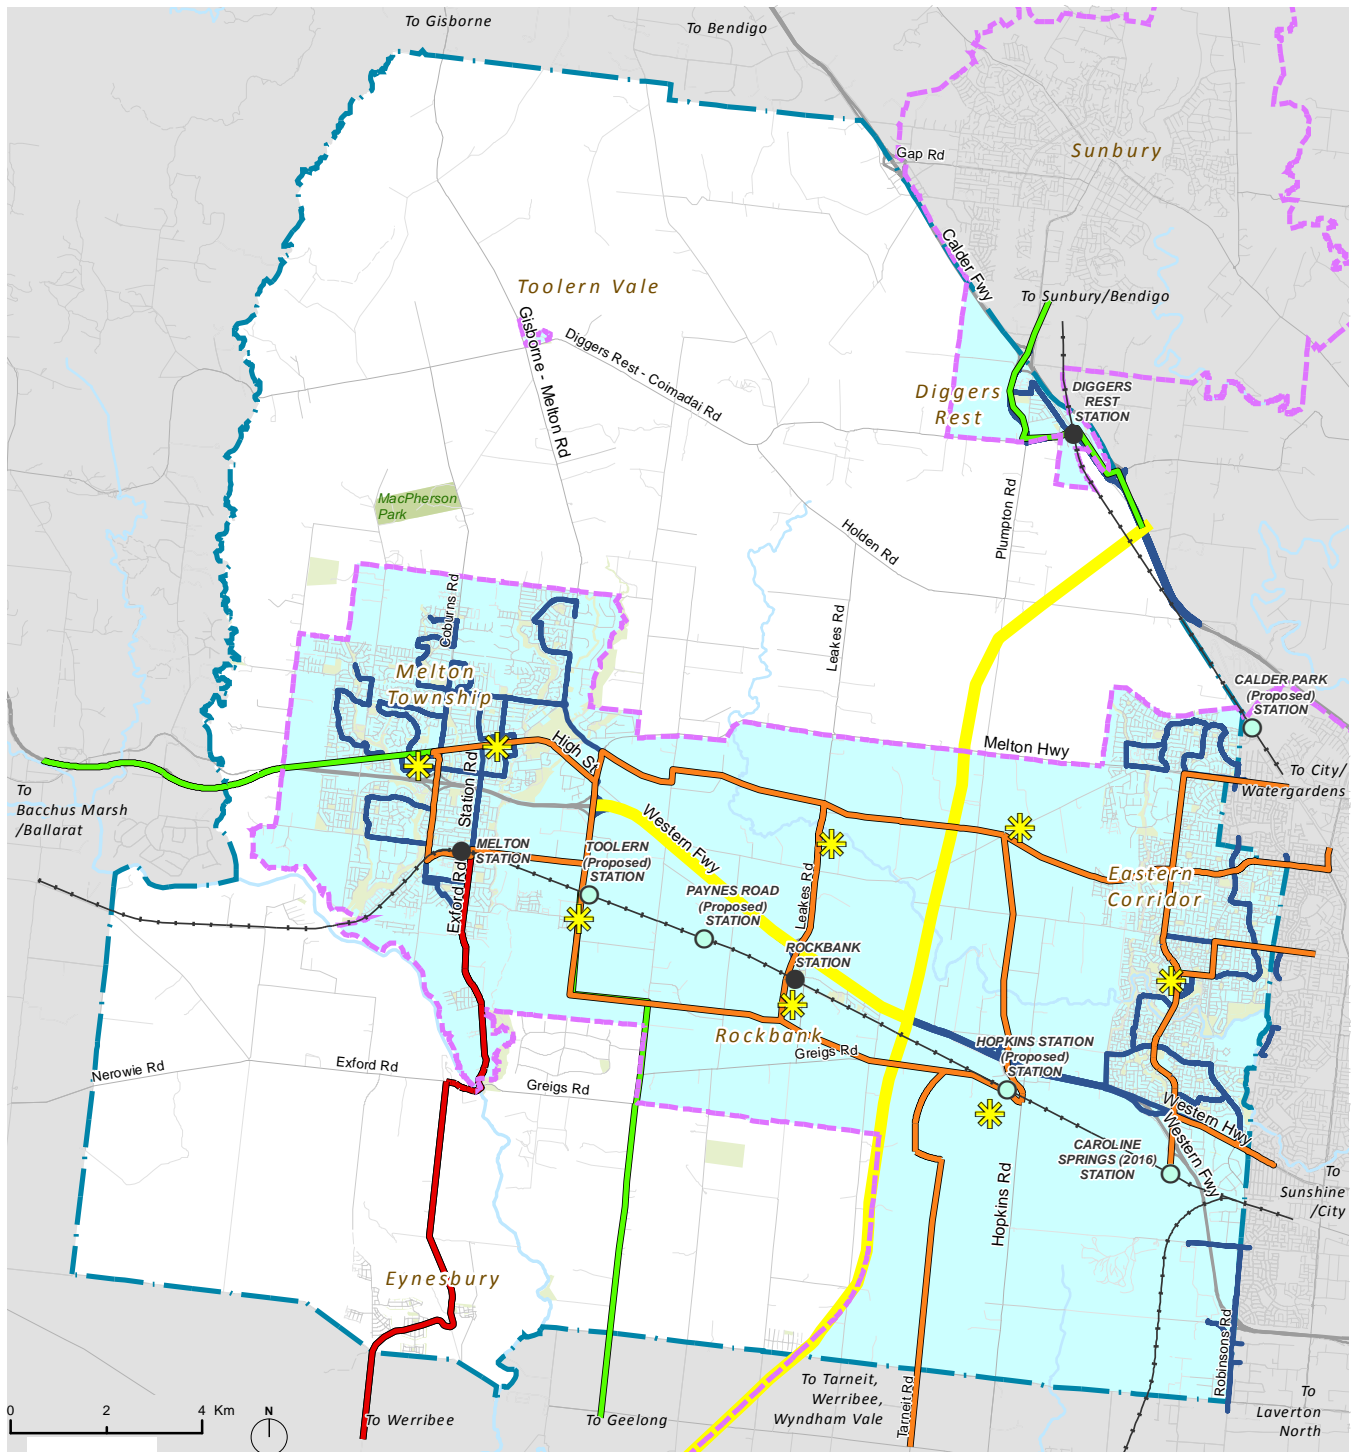 To Gisborne
To Bendigo
Sunbury
Gap Rd
Calder Fwy
Toolern Vale
To Sunbury/Bendigo
Gisborne - Melton Rd
Diggers Rest - Coimadai Rd
Diggers
Rest
DIGGERS
REST
STATION
MacPherson
Park
Holden Rd
Plumpton Rd
Coburns Rd
Leakes Rd
Melton
Township
CALDER PARK
(Proposed)
STATION
High St
Melton Hwy
Station Rd
To City/
Watergardens
To
Bacchus Marsh
/Ballarat
Western Fwy
MELTON
STATION
TOOLERN
(Proposed)
STATION
Exford Rd
PAYNES ROAD
(Proposed)
STATION
Leakes Rd
Eastern
Corridor
ROCKBANK
STATION
Rockbank
Greigs Rd
HOPKINS STATION
(Proposed)
STATION
Nerowie Rd
Exford Rd
Greigs Rd
Western Hwy
Western Fwy
CAROLINE
SPRINGS (2016)
STATION
Hopkins Rd
To
Sunshine
/City
Eynesbury
Robinsons Rd
To Tarneit,
Werribee,
Wyndham Vale
Tarneit Rd
To
Laverton
North
0 2 4 Km
N
To Werribee
To Geelong